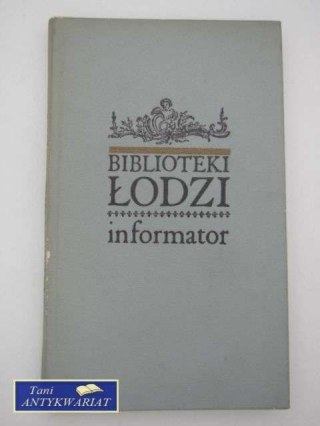 BIBLIOTEKI
ŁODZI
informator
Tani
ANTYKWARIAT